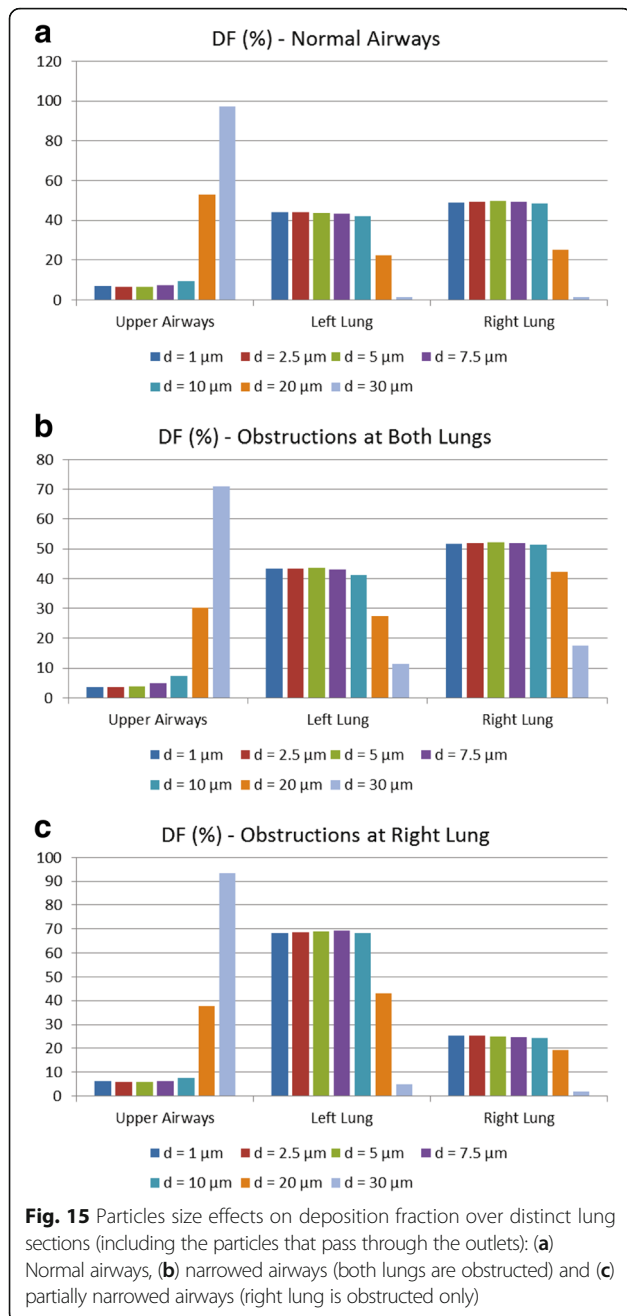 a
DF (%) - Normal Airways
120
100
80
60
40
20
0
Upper Airways Left Lung Right Lung
d = 1 µm d = 2.5 µm d = 5 µm d = 7.5 µm
d = 10 µm d = 20 µm d = 30 µm
b
DF (%) - Obstructions at Both Lungs
80
70
60
50
40
30
20
10
0
Upper Airways Left Lung Right Lung
d = 1 µm d = 2.5 µm d = 5 µm d = 7.5 µm
d = 10 µm d = 20 µm d = 30 µm
c
DF (%) - Obstructions at Right Lung
100
90
80
70
60
50
40
30
20
10
0
Upper Airways Left Lung Right Lung
d = 1 µm d = 2.5 µm d = 5 µm d = 7.5 µm
d = 10 µm d = 20 µm d = 30 µm
Fig. 15 Particles size effects on deposition fraction over distinct lung
sections (including the particles that pass through the outlets): (a)
Normal airways, (b) narrowed airways (both lungs are obstructed) and (c)
partially narrowed airways (right lung is obstructed only)